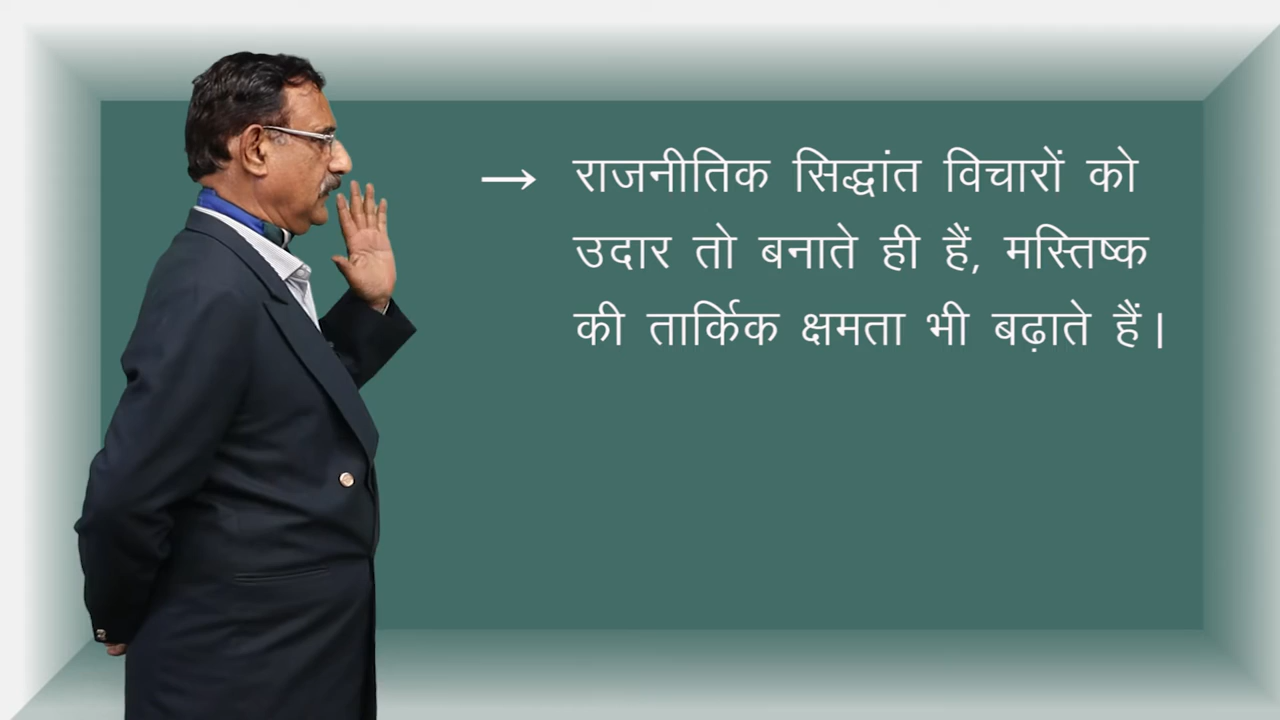 → राजनीतिक सिद्धांत विचारों को
उदार तो बनाते ही हैं, मस्तिष्क
की तार्किक क्षमता भी बढ़ाते हैं।